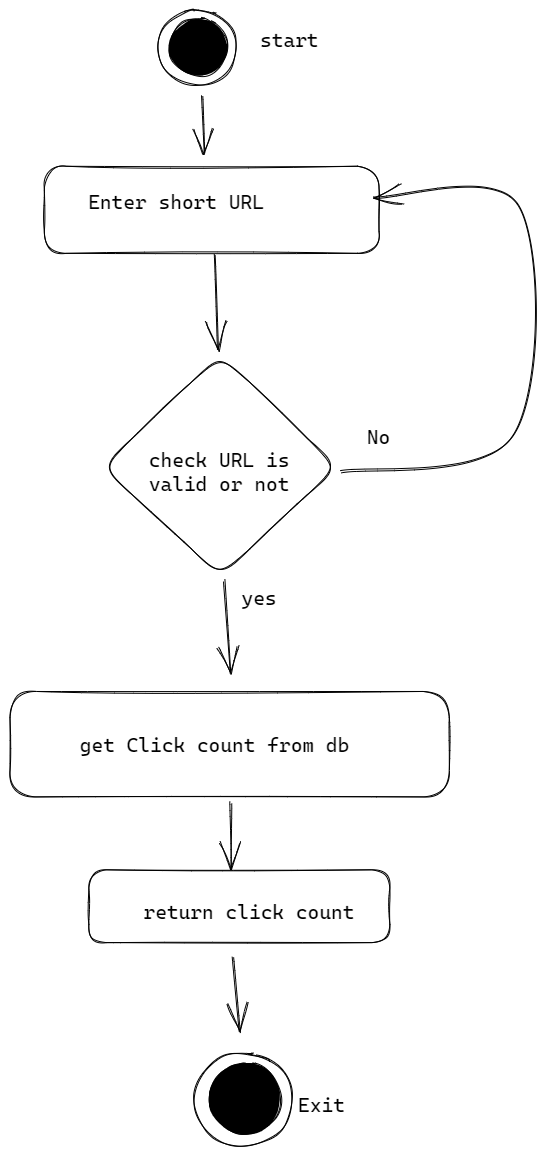 start
Enter short URL
No
check URL is
valid or not
yes
get Click count from db
return click count
Exit